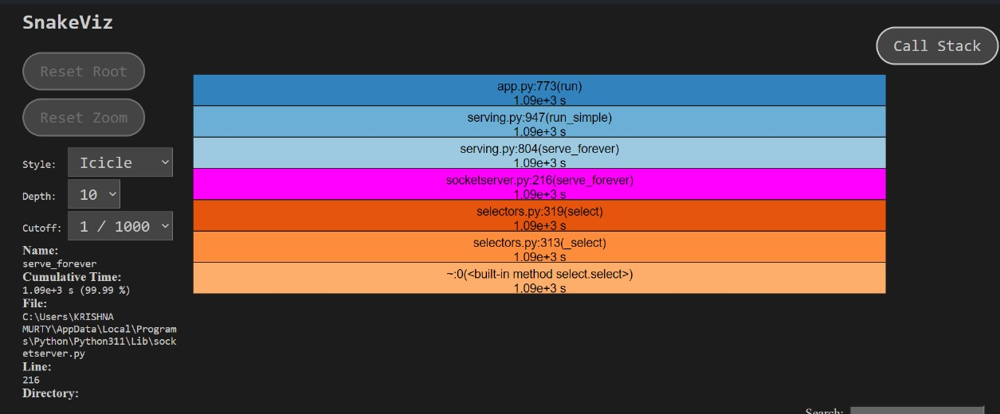 SnakeViz
Call Stack
Reset Root
Reset Zoom
Style: Icicle
Depth: 10
Cutoff: 1 / 1000
Name:
serve_forever
Cumulative Time:
1.09e+3 s (99.99 %)
File:
C:\Users\KRISHNA
MURTY\AppData\Local\Program
s\Python\Python311\Lib\sock
etserver.py
Line:
216
Directory:
app.py:773(run)
1.09e+3 s
serving.py:947(run_simple)
1.09e+3 s
serving.py:804(serve_forever)
1.09e+3 s
socketserver.py:216(serve_forever)
1.09e+3 s
selectors.py:319(select)
1.09e+3 s
selectors.py:313(_select)
1.09e+3 s
~:0(<built-in method select.select>)
1.09e+3 s
Search: